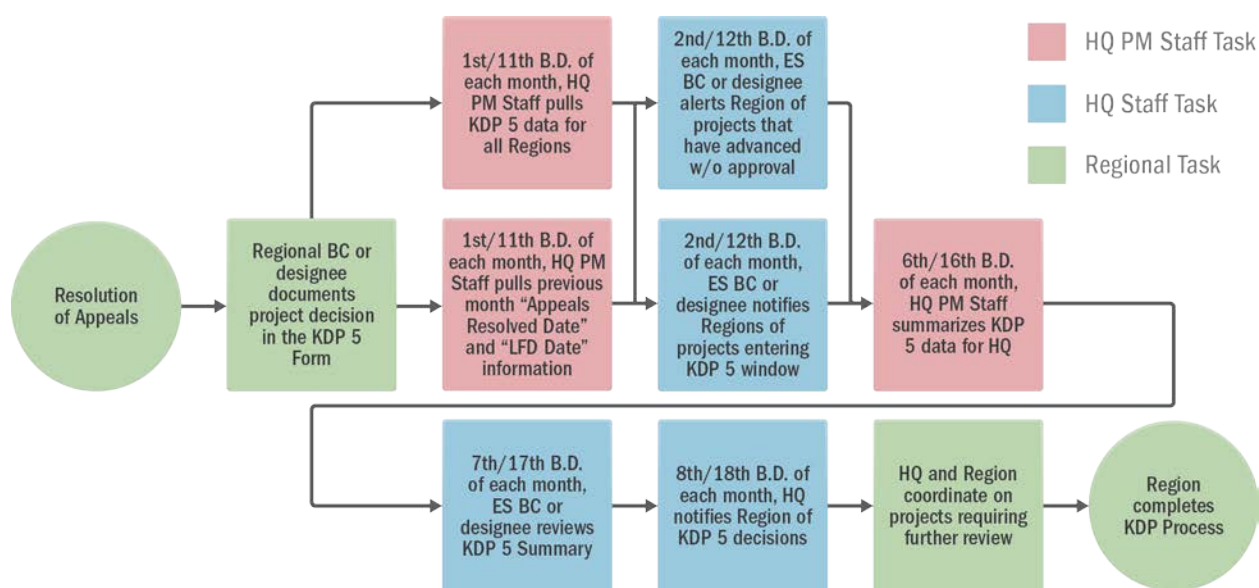 1st/11th B.D. of
each month, HQ
PM Staff pulls
KDP 5 data for
all Regions
2nd/12th B.D. of
each month, ES
BC or designee
alerts Region of
projects that
have advanced
w/o approval
HQ PM Staff Task
HQ Staff Task
Regional Task
Resolution
of Appeals
Regional BC or
designee
documents
project decision
in the KDP 5
Form
1st/11th B.D. of
each month, HQ PM
Staff pulls previous
month “Appeals
Resolved Date”
and “LFD Date”
information
2nd/12th B.D.
of each month,
ES BC or
designee notifies
Regions of
projects entering
KDP 5 window
6th/16th B.D.
of each month,
HQ PM Staff
summarizes KDP
5 data for HQ
7th/17th B.D.
of each month,
ES BC or
designee reviews
KDP 5 Summary
8th/18th B.D. of
each month, HQ
notifies Region of
KDP 5 decisions
HQ and Region
coordinate on
projects requiring
further review
Region
completes
KDP Process